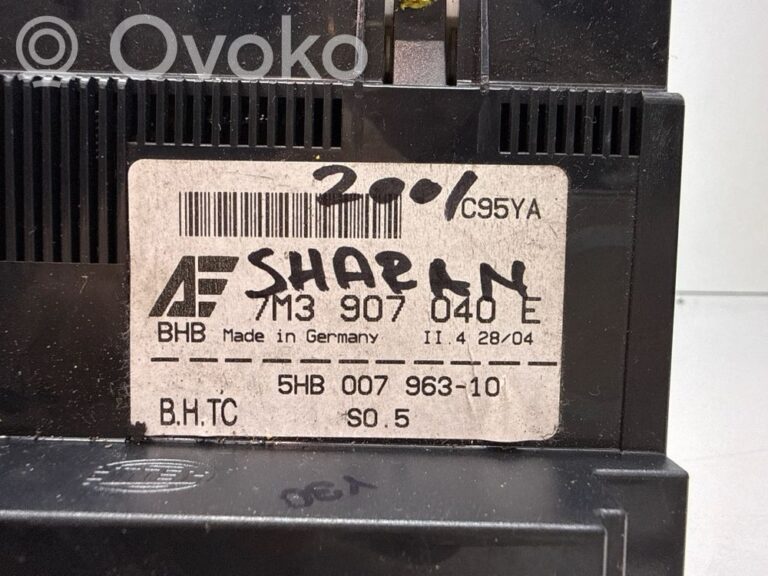 Ovoko
2001
C95YA
SHARAN
AE
7M3 907 040 E
BHB Made in Germany II.4 28/04
5HB 007 963-10
B.H.TC S0.5